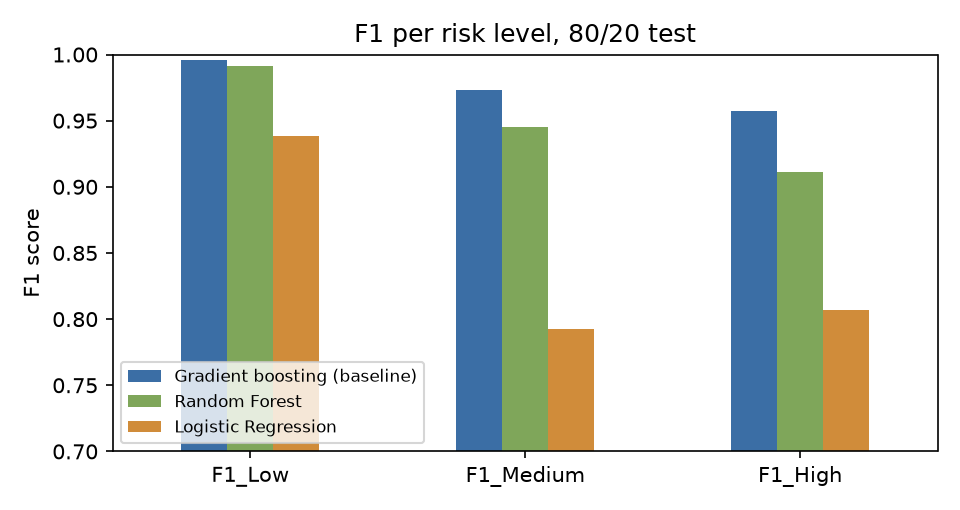 F1 per risk level, 80/20 test
F1 score
1.00
0.95
0.90
0.85
0.80
0.75
0.70
Gradient boosting (baseline)
Random Forest
Logistic Regression
F1_Low
F1_Medium
F1_High